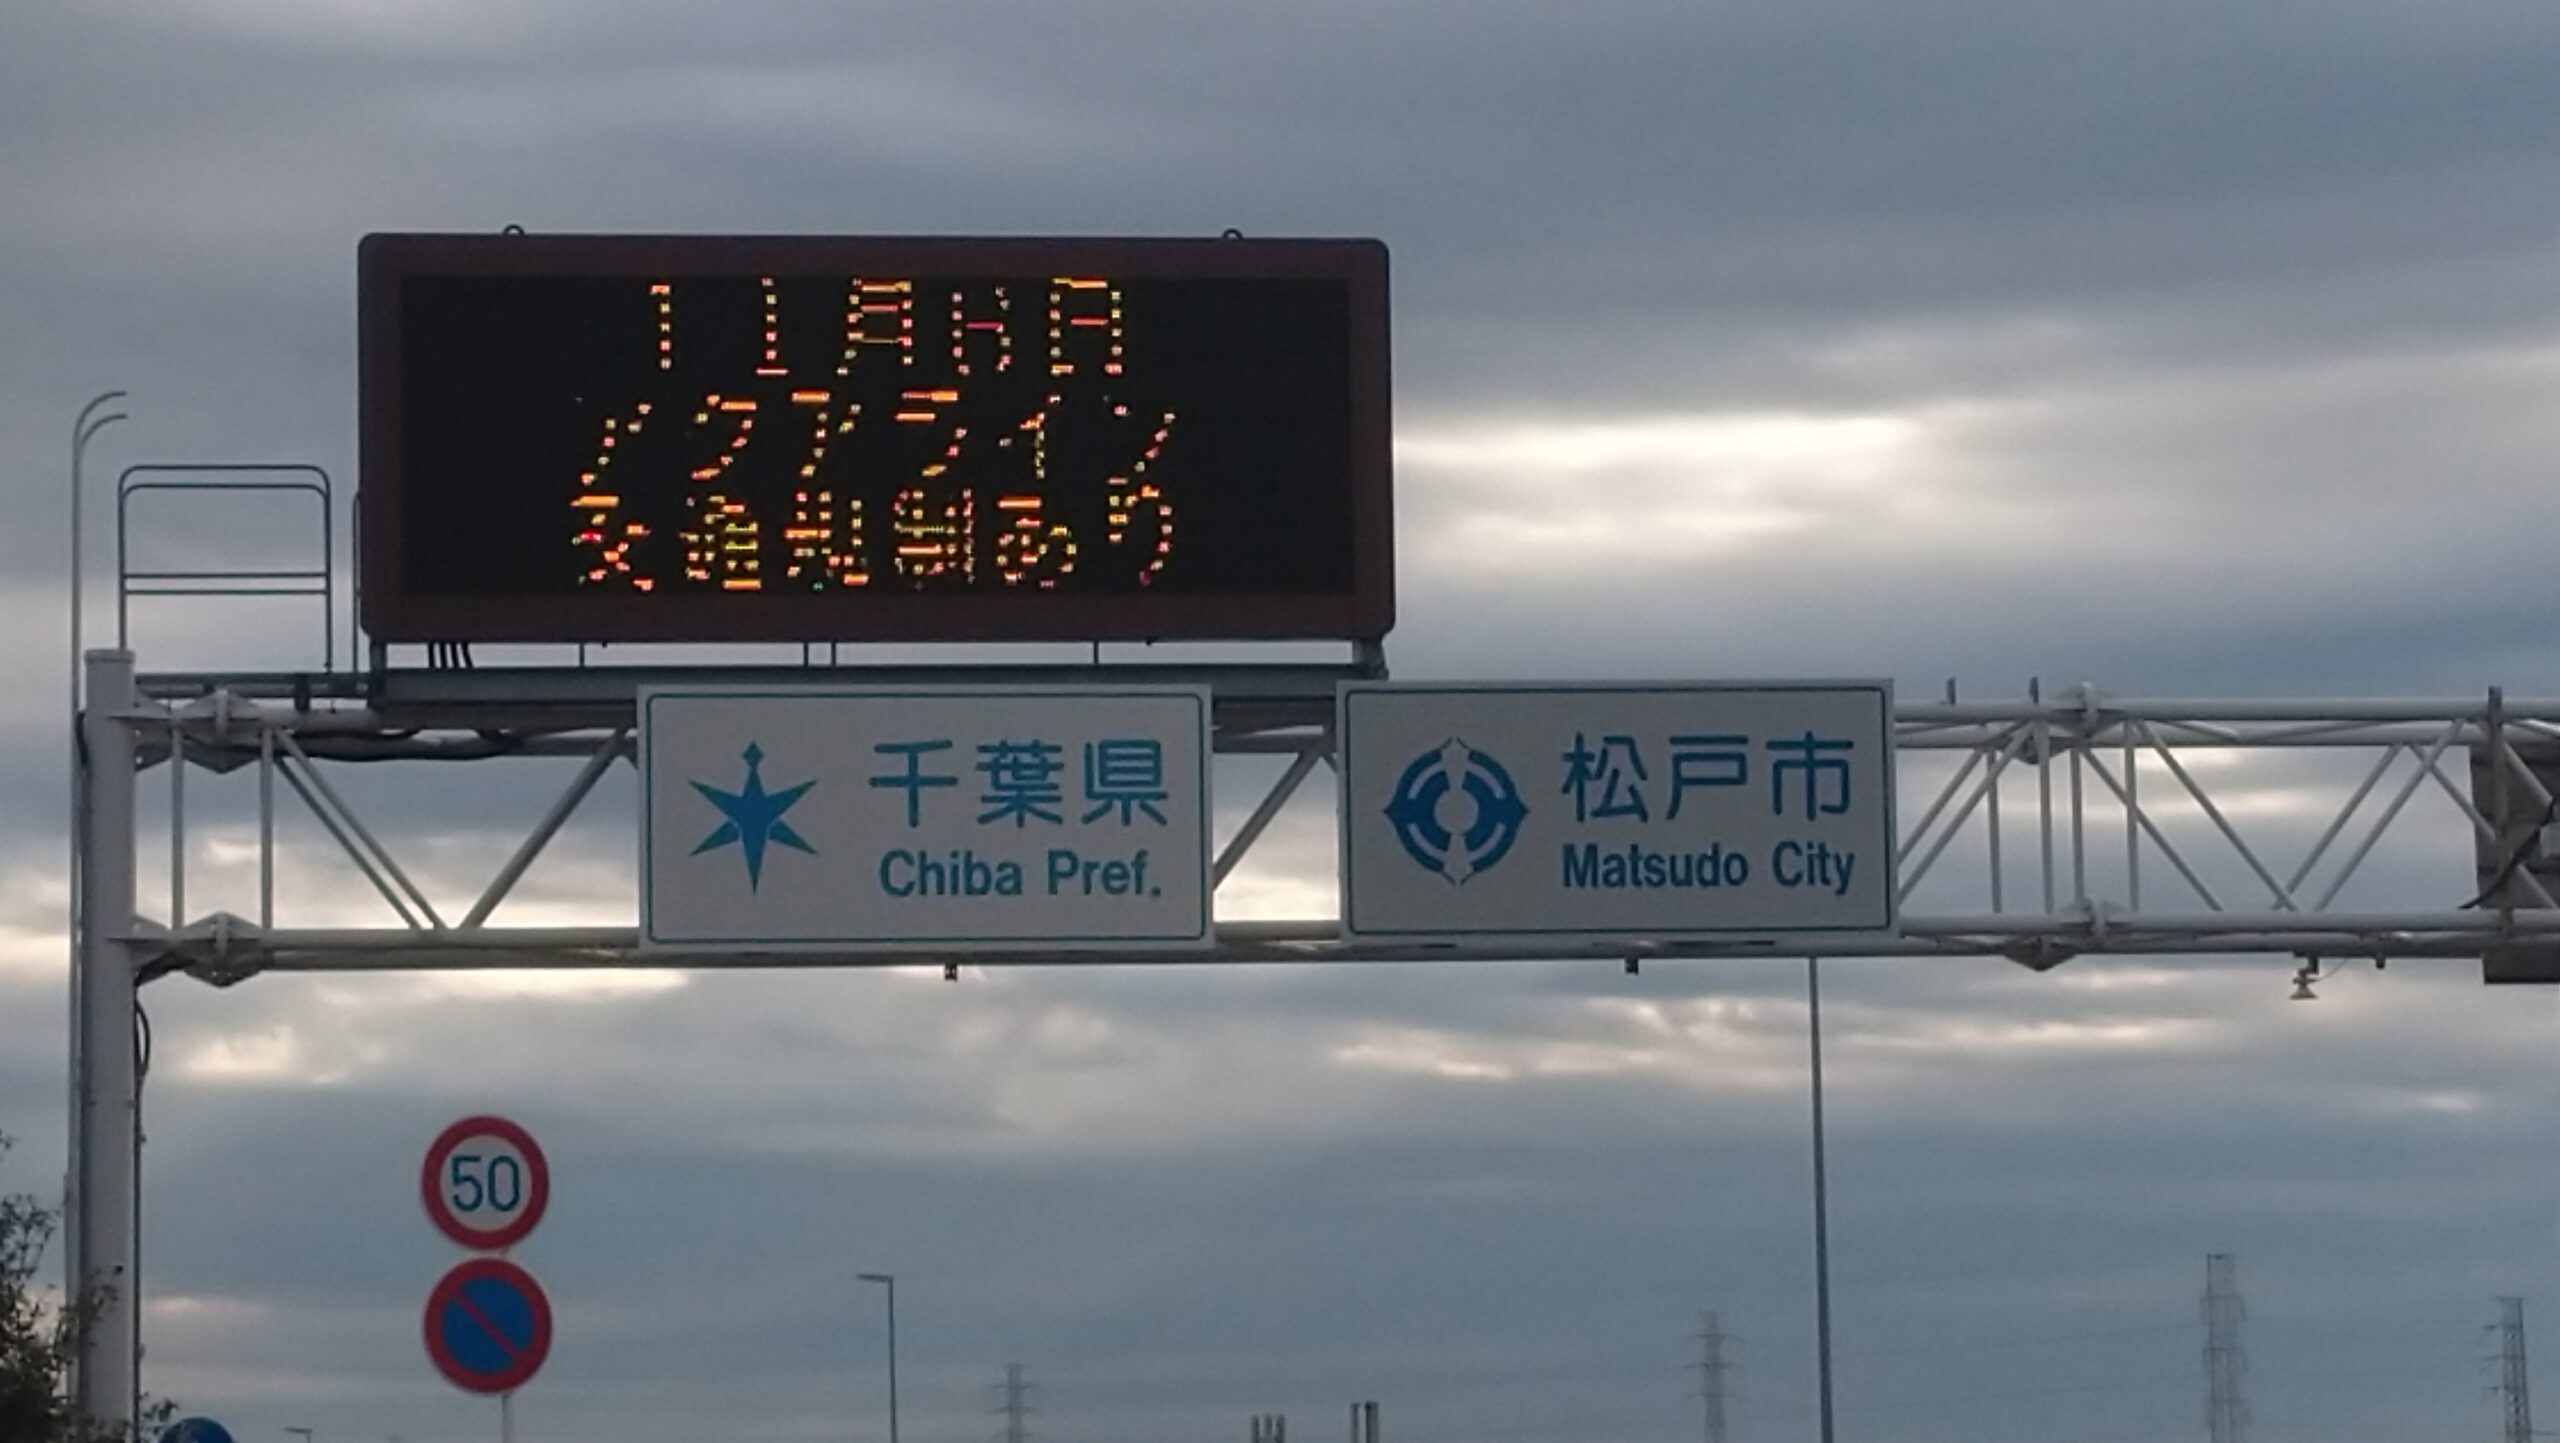 11月日
アクアライン
交通規制あり
千葉県
Chiba Pref.
松戸市
Matsudo City
50